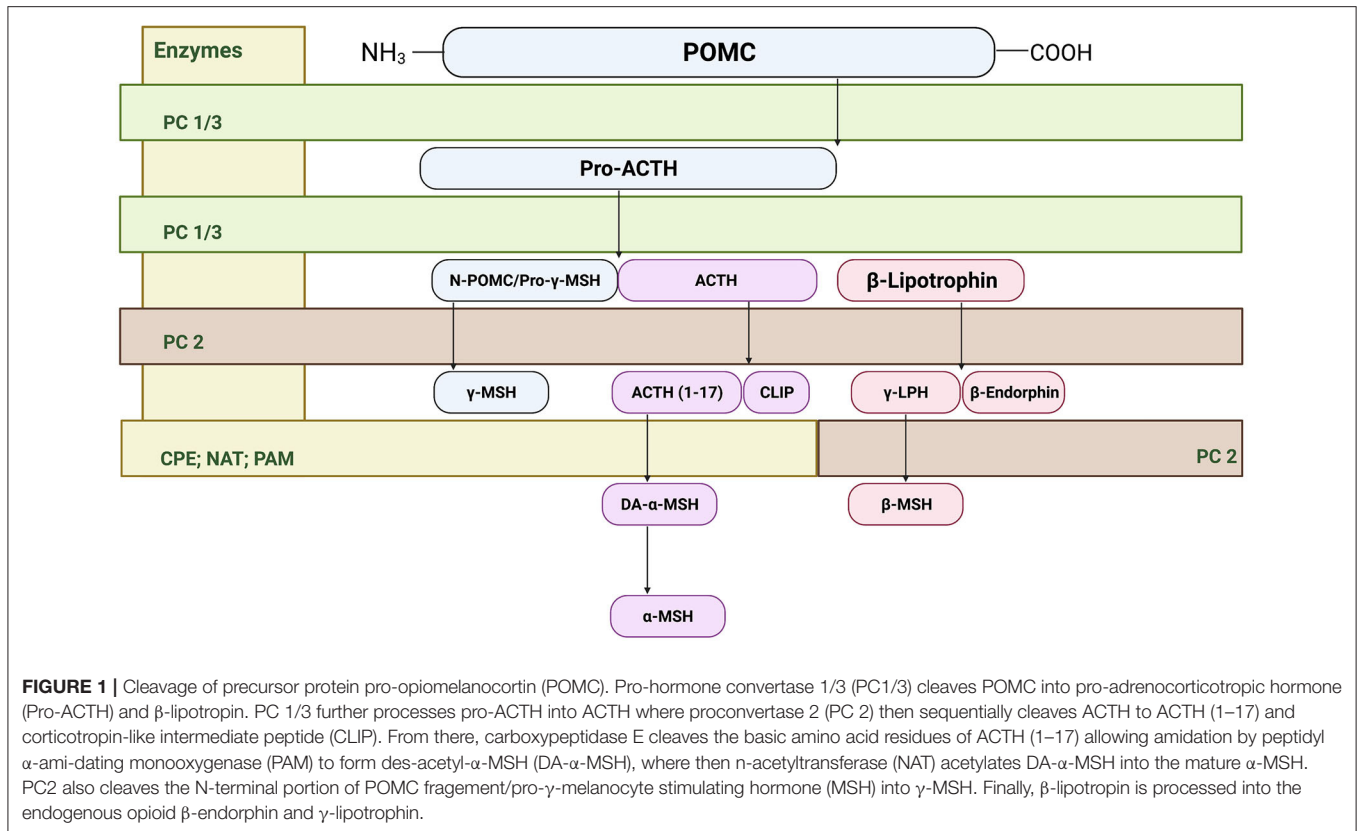 Enzymes
NH3
POMC
COOH
PC 1/3
Pro-ACTH
PC 1/3
N-POMC/Pro-γ-MSH
ACTH
β-Lipotrophin
PC 2
γ-MSH
ACTH (1-17)
CLIP
γ-LPH
β-Endorphin
CPE; NAT; PAM
PC 2
DA-α-MSH
β-MSH
α-MSH
FIGURE 1 | Cleavage of precursor protein pro-opiomelanocortin (POMC). Pro-hormone convertase 1/3 (PC1/3) cleaves POMC into pro-adrenocorticotropic hormone
(Pro-ACTH) and β-lipotropin. PC 1/3 further processes pro-ACTH into ACTH where proconvertase 2 (PC 2) then sequentially cleaves ACTH to ACTH (1–17) and
corticotropin-like intermediate peptide (CLIP). From there, carboxypeptidase E cleaves the basic amino acid residues of ACTH (1–17) allowing amidation by peptidyl
α-ami-dating monooxygenase (PAM) to form des-acetyl-α-MSH (DA-α-MSH), where then n-acetyltransferase (NAT) acetylates DA-α-MSH into the mature α-MSH.
PC2 also cleaves the N-terminal portion of POMC fragement/pro-γ-melanocyte stimulating hormone (MSH) into γ-MSH. Finally, β-lipotropin is processed into the
endogenous opioid β-endorphin and γ-lipotrophin.